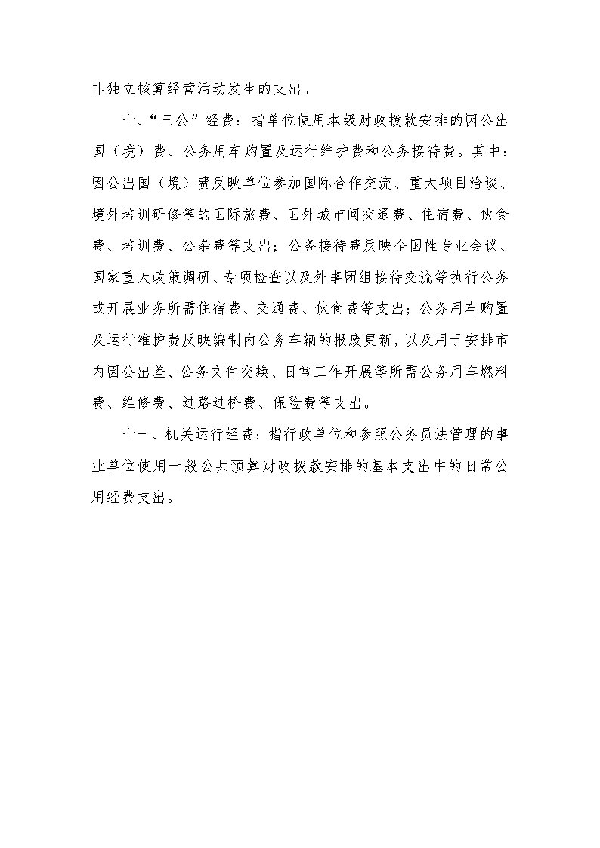 非独立核算经营活动发生的支出。
十、“三公”经费：指单位使用本级财政拨款安排的因公出
国（境）费、公务用车购置及运行维护费和公务接待费。其中：
因公出国（境）费反映单位参加国际合作交流、重大项目洽谈、
境外培训研修等的国际旅费、国外城市间交通费、住宿费、伙食
费、培训费、公杂费等支出；公务接待费反映全国性专业会议、
国家重大政策调研、专项检查以及外事团组接待交流等执行公务
或开展业务所需住宿费、交通费、伙食费等支出；公务用车购置
及运行维护费反映编制内公务车辆的报废更新，以及用于安排市
内因公出差、公务文件交换、日常工作开展等所需公务用车燃料
费、维修费、过路过桥费、保险费等支出。
十一、机关运行经费：指行政单位和参照公务员法管理的事
业单位使用一般公共预算财政拨款安排的基本支出中的日常公
用经费支出。